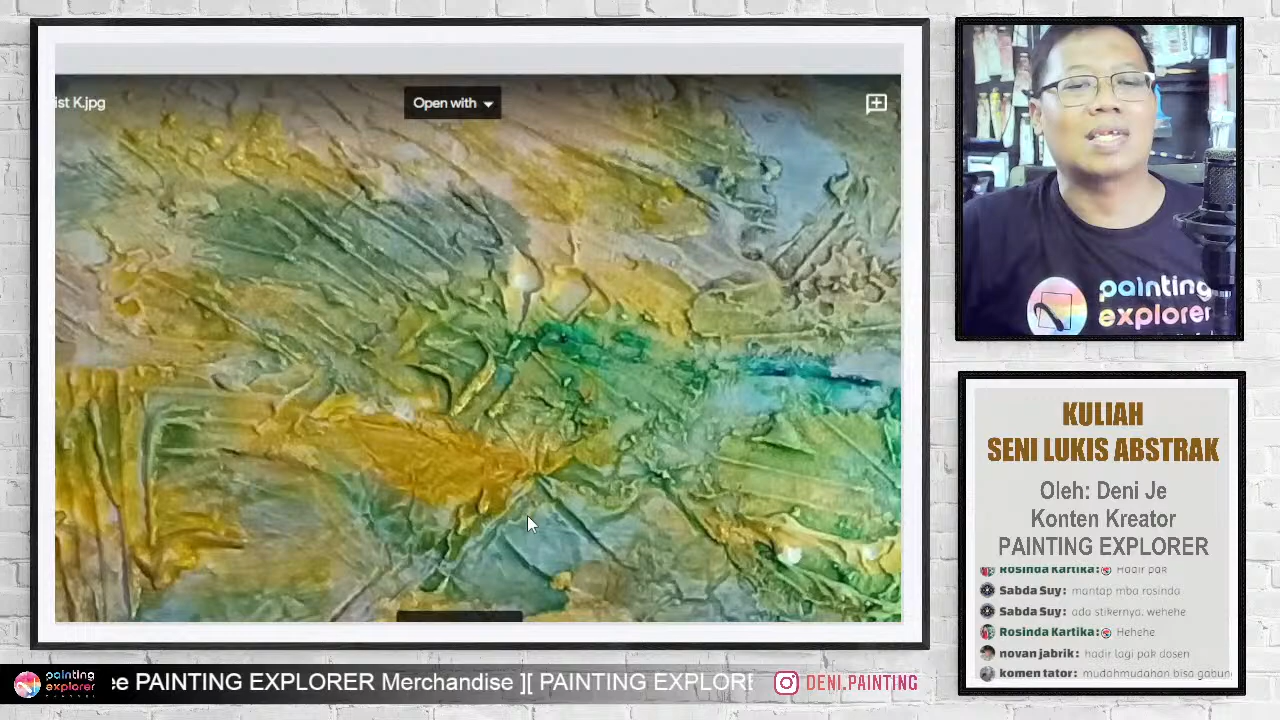 ist K.jpg
Open with
painting
explorer
KULIAH
SENI LUKIS ABSTRAK
Oleh: Deni Je
Konten Kreator
PAINTING EXPLORER
Rosinda Kartika: Hadir pak
Sabda Suy: mantap mba rosinda
Sabda Suy: ada stikernya. wehehe
Rosinda Kartika: Hehehe
novan jabrik: hadir lagi pak dosen
komen tator: mudahmudahan bisa gabun
painting
explorer
ee PAINTING EXPLORER Merchandise ][ PAINTING EXPLORE
DENI.PAINTING